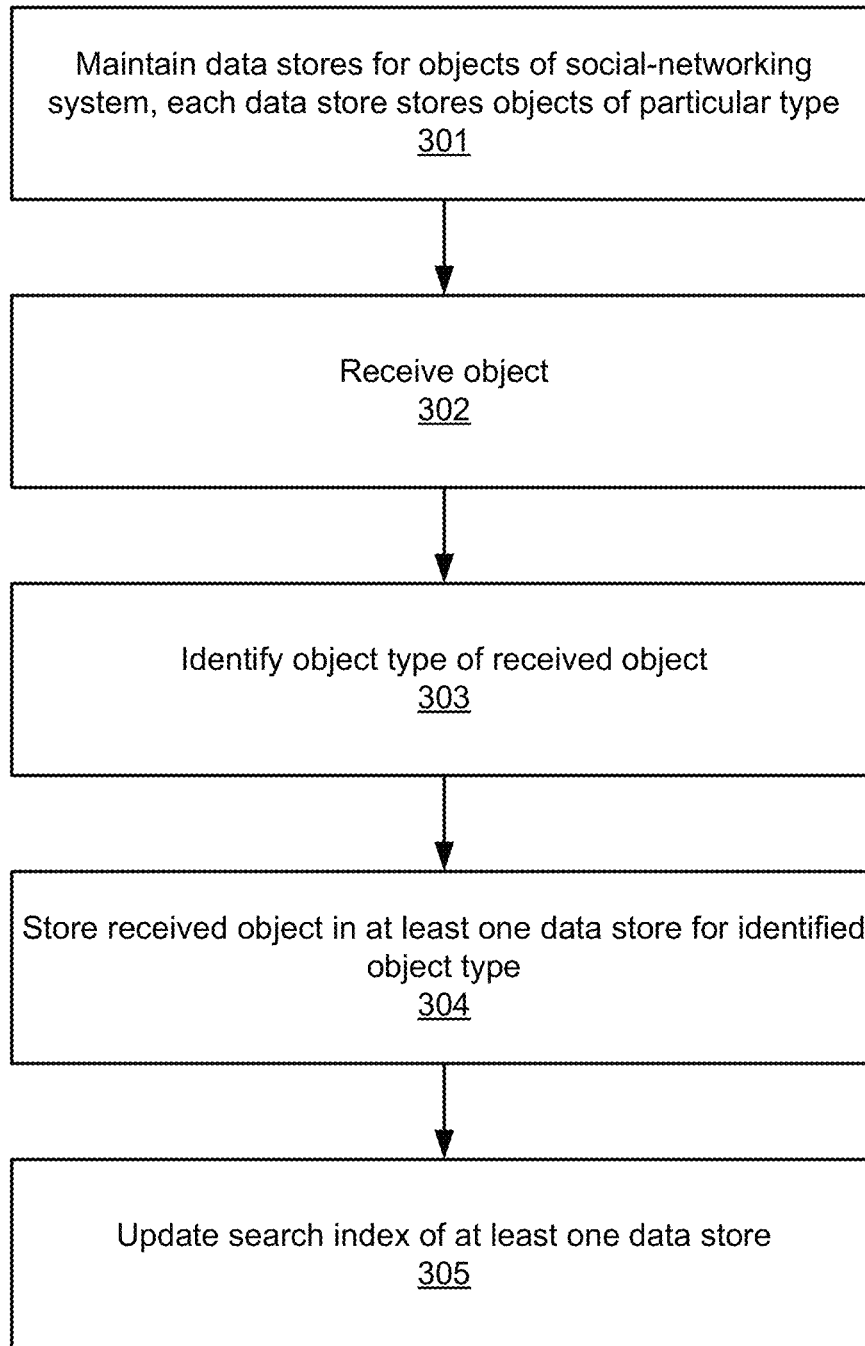 Maintain data stores for objects of social-networking
system, each data store stores objects of particular type
301
Receive object
302
Identify object type of received object
303
Store received object in at least one data store for identified
object type
304
Update search index of at least one data store
305